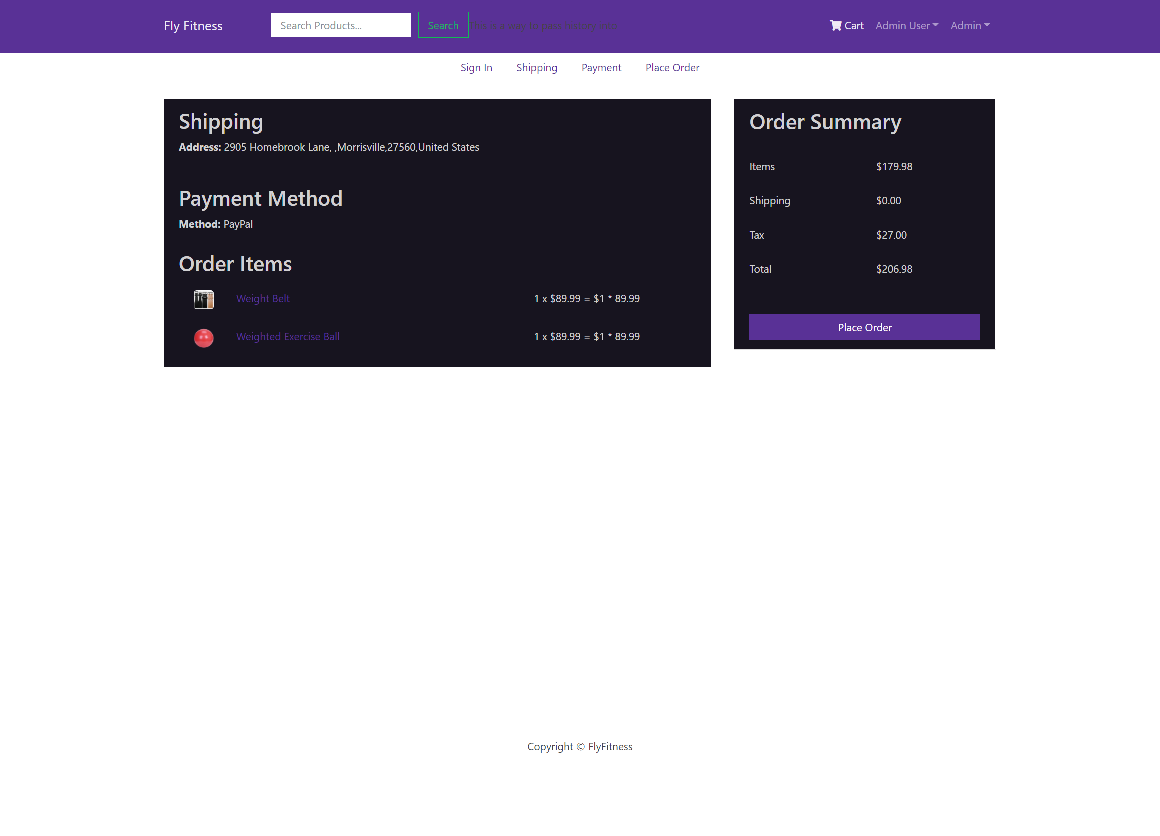 Fly Fitness
Search Products...
Search
Cart
Admin User
Admin
Sign In
Shipping
Payment
Place Order
Shipping
Address: 2905 Homebrook Lane, ,Morrisville,27560,United States
Payment Method
Method: PayPal
Order Items
Weight Belt
1 x $89.99 = $1 * 89.99
Weighted Exercise Ball
1 x $89.99 = $1 * 89.99
Order Summary
Items $179.98
Shipping $0.00
Tax $27.00
Total $206.98
Place Order
Copyright © FlyFitness